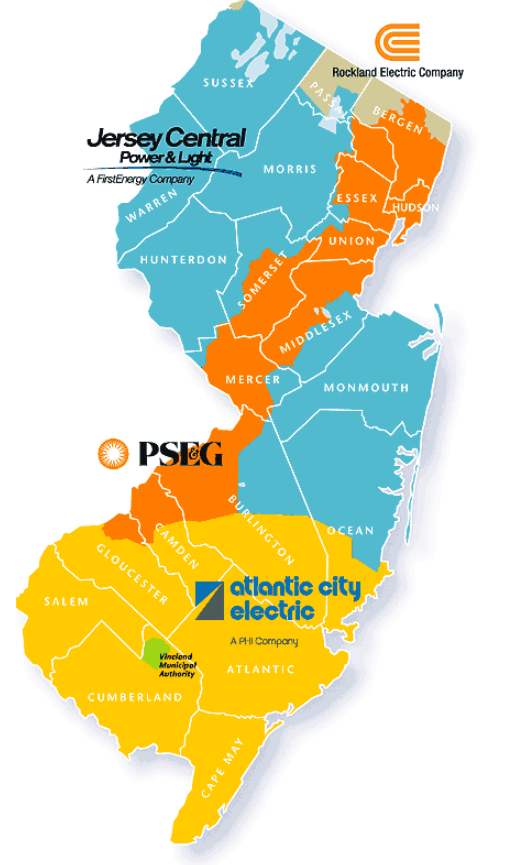 Rockland Electric Company
SUSSEX
PASSAIC
BERGEN
Jersey Central
Power & Light
A FirstEnergy Company
MORRIS
ESSEX
HUDSON
WARREN
UNION
HUNTERDON
SOMERSET
MIDDLESEX
MERCER
MONMOUTH
PSE&G
BURLINGTON
OCEAN
CAMDEN
GLOUCESTER
atlantic city
electric
A PHI Company
SALEM
Vineland
Municipal
Authority
ATLANTIC
CUMBERLAND
CAPE MAY